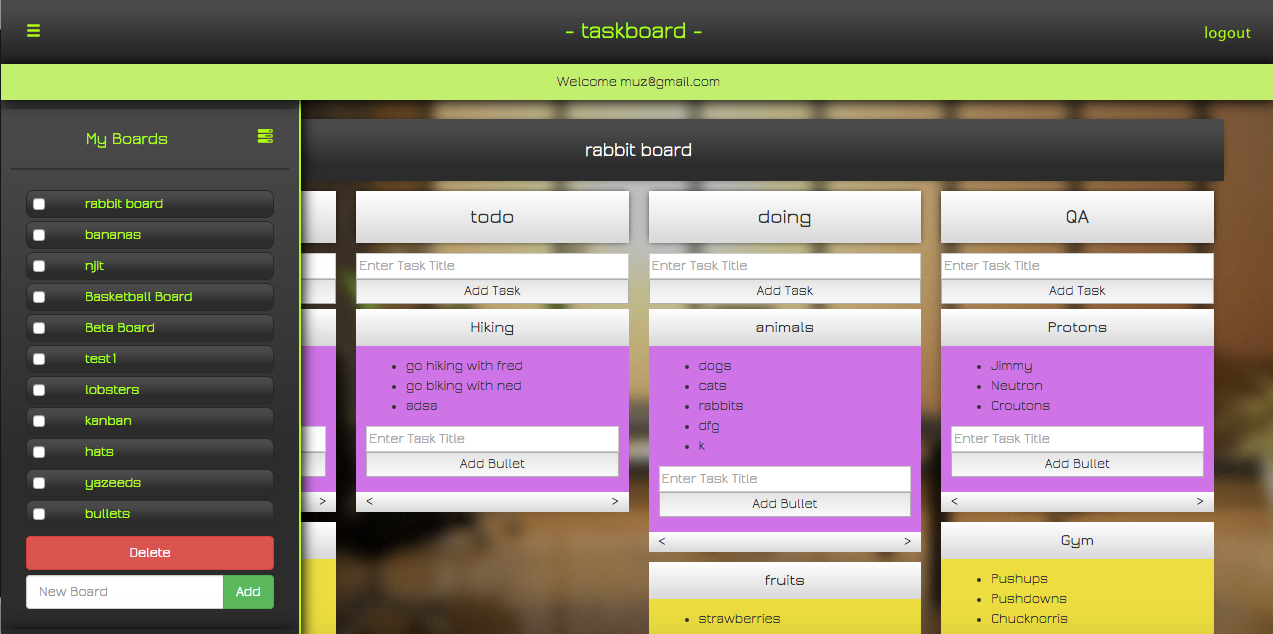 - taskboard -
logout
Welcome muz@gmail.com
My Boards
rabbit board
bananas
njit
Basketball Board
Beta Board
test1
lobsters
kanban
hats
yazeeds
bullets
Delete
New Board
Add
rabbit board
>
todo
Enter Task Title
Add Task
Hiking
go hiking with fred
go biking with ned
adsa
Enter Task Title
Add Bullet
< >
doing
Enter Task Title
Add Task
animals
dogs
cats
rabbits
dfg
k
Enter Task Title
Add Bullet
< >
fruits
strawberries
QA
Enter Task Title
Add Task
Protons
Jimmy
Neutron
Croutons
Enter Task Title
Add Bullet
< >
Gym
Pushups
Pushdowns
Chucknorris